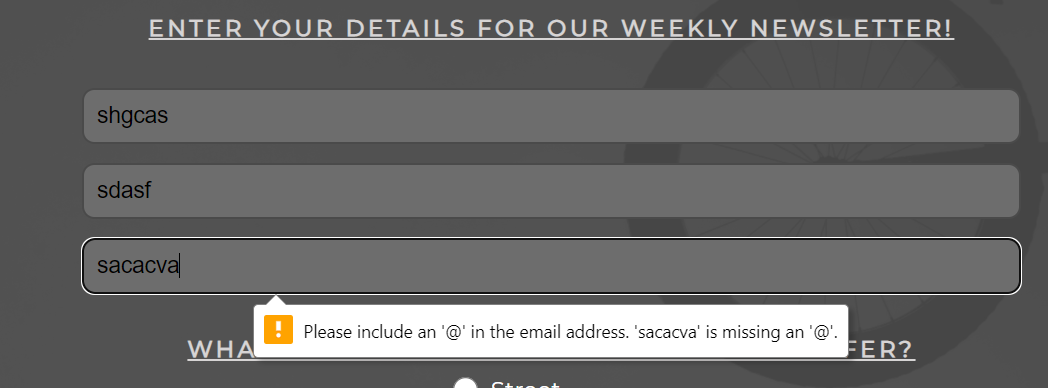 ENTER YOUR DETAILS FOR OUR WEEKLY NEWSLETTER!
shgcas
sdasf
sacacva
Please include an '@' in the email address. 'sacacva' is missing an '@'.
Street